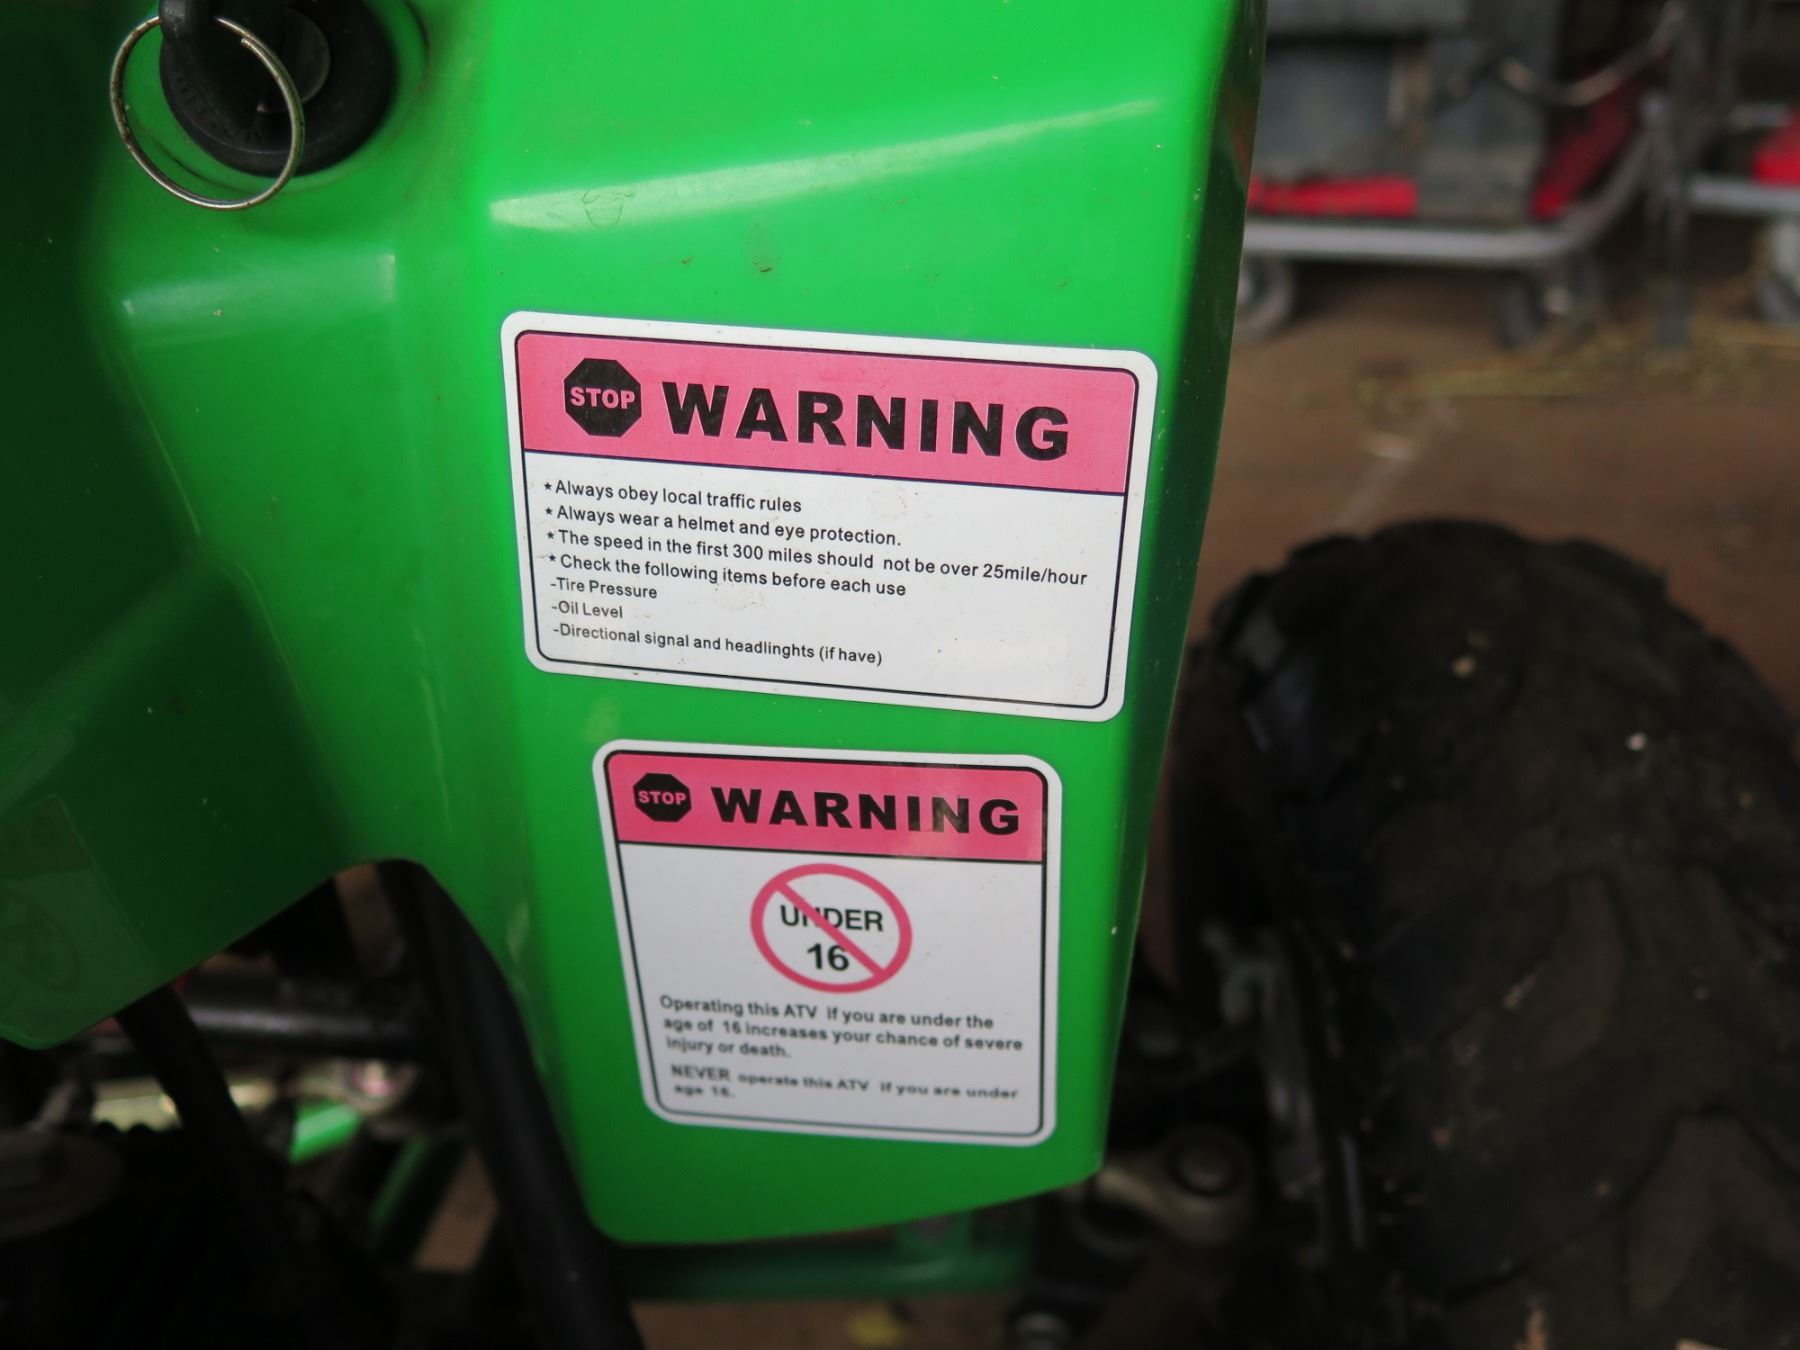 STOP WARNING
*Always obey local traffic rules
*Always wear a helmet and eye protection.
*The speed in the first 300 miles should not be over 25mile/hour
*Check the following items before each use
-Tire Pressure
-Oil Level
-Directional signal and headlinghts (if have)
STOP WARNING
UNDER
16
Operating this ATV if you are under the
age of 16 increases your chance of severe
injury or death.
NEVER operate this ATV if you are under
age 16.